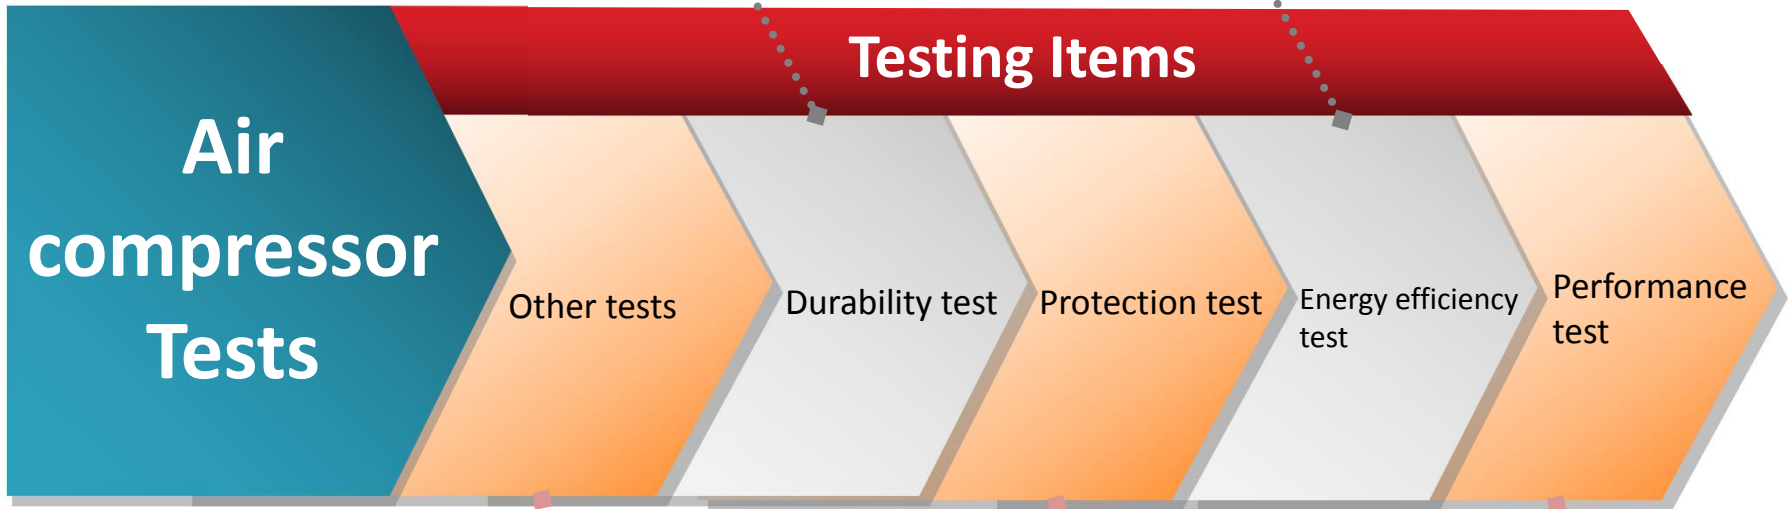 Testing Items
Air
compressor
Tests
Other tests
Durability test
Protection test
Energy efficiency
test
Performance
test